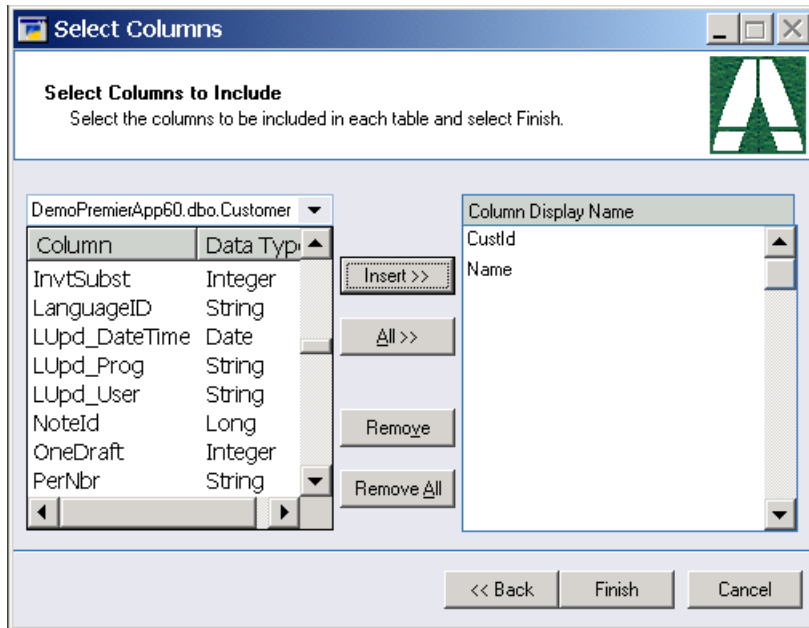 Select Columns
Select Columns to Include
Select the columns to be included in each table and select Finish.
DemoPremierApp60.dbo.Customer
Column Data Typ
InvtSubst Integer
LanguageID String
LUpd_DateTime Date
LUpd_Prog String
LUpd_User String
NoteId Long
OneDraft Integer
PerNbr String
Insert >>
All >>
Remove
Remove All
Column Display Name
CustId
Name
<< Back Finish Cancel